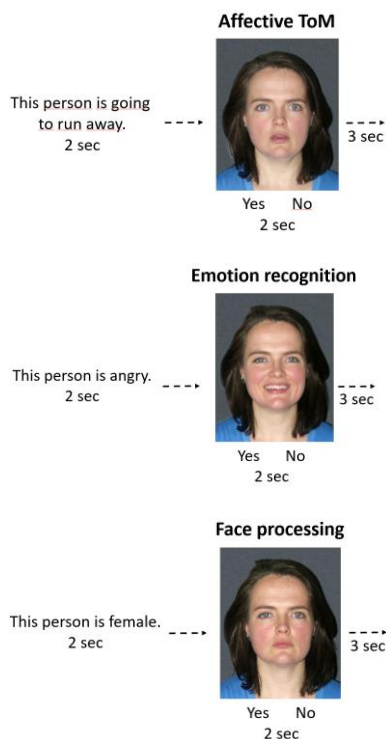 Affective ToM
This person is going
to run away.
2 sec
3 sec
Yes No
2 sec
Emotion recognition
This person is angry.
2 sec
3 sec
Yes No
2 sec
Face processing
This person is female.
2 sec
3 sec
Yes No
2 sec